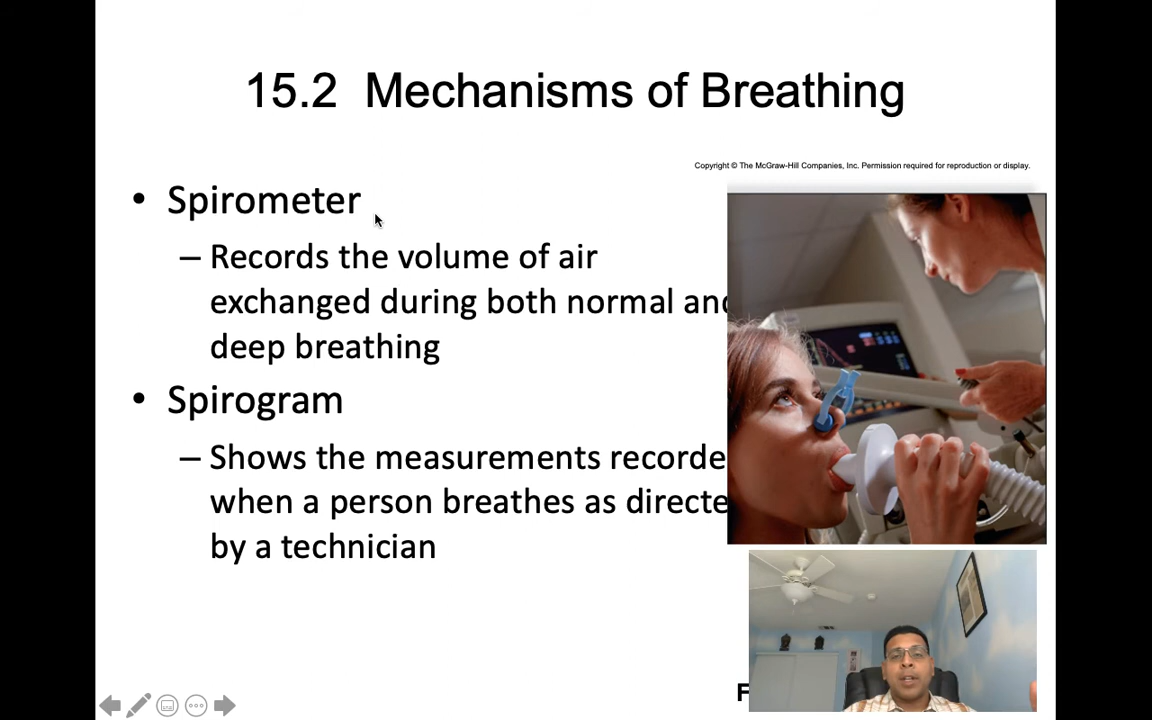 15.2 Mechanisms of Breathing
Copyright © The McGraw-Hill Companies, Inc. Permission required for reproduction or display.
• Spirometer
– Records the volume of air
exchanged during both normal and
deep breathing
• Spirogram
– Shows the measurements recorde
when a person breathes as directe
by a technician
F